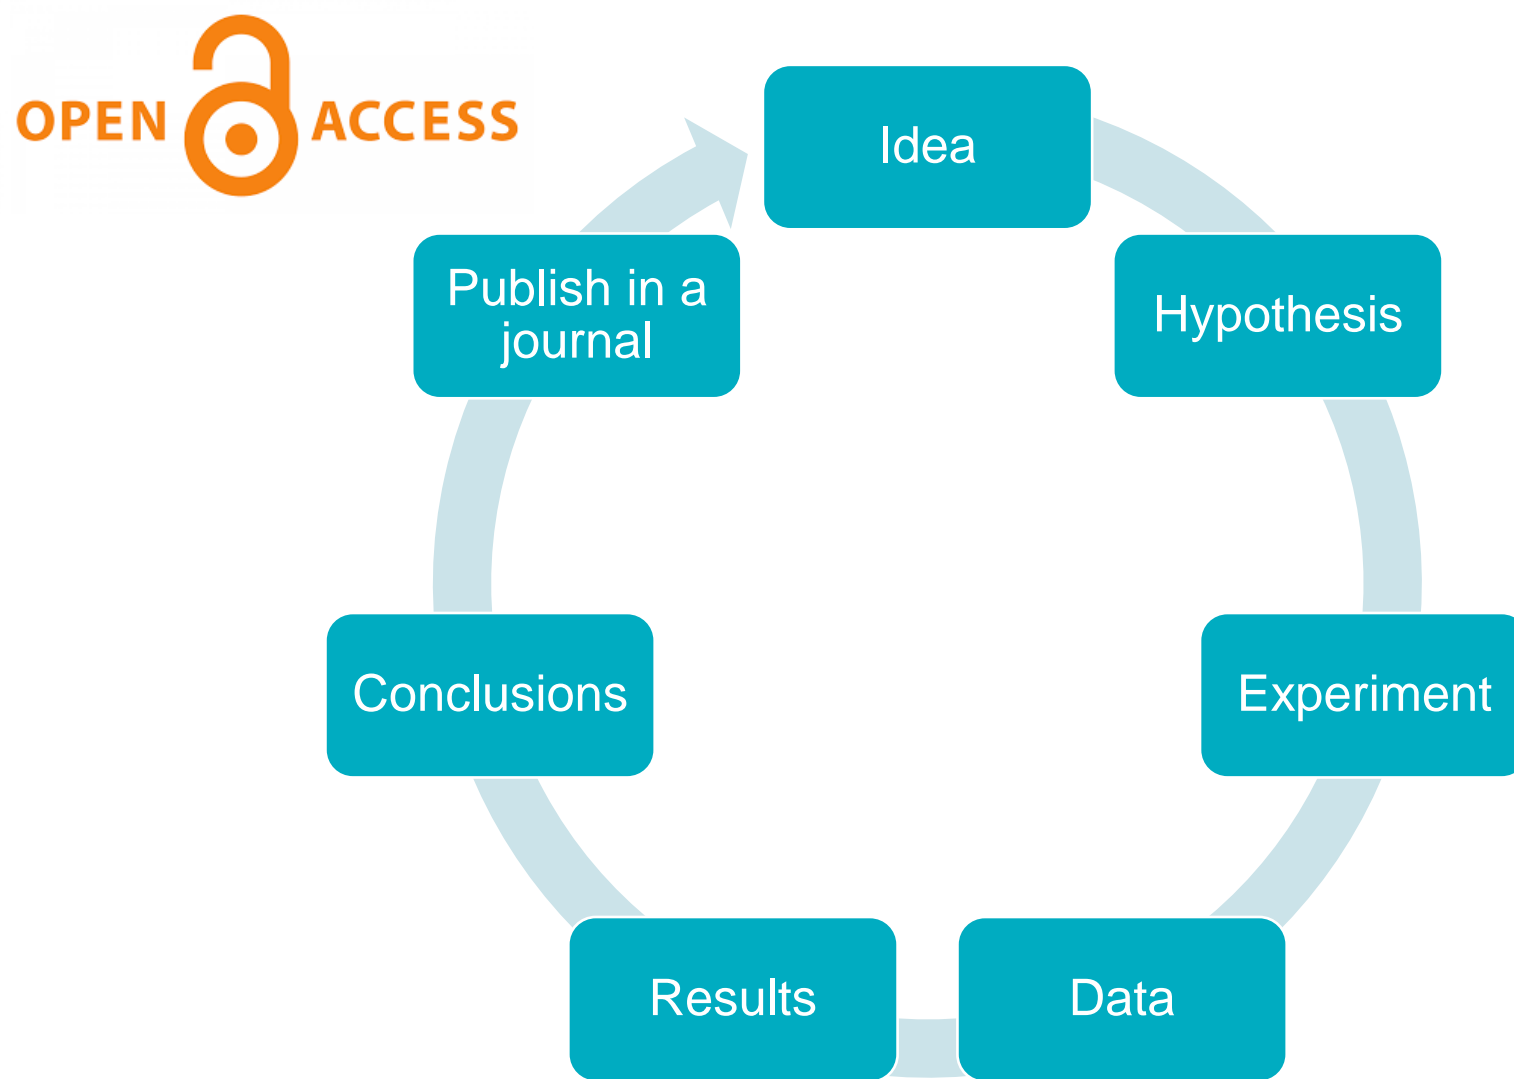 OPEN ACCESS
Idea
Hypothesis
Experiment
Data
Results
Conclusions
Publish in a
journal